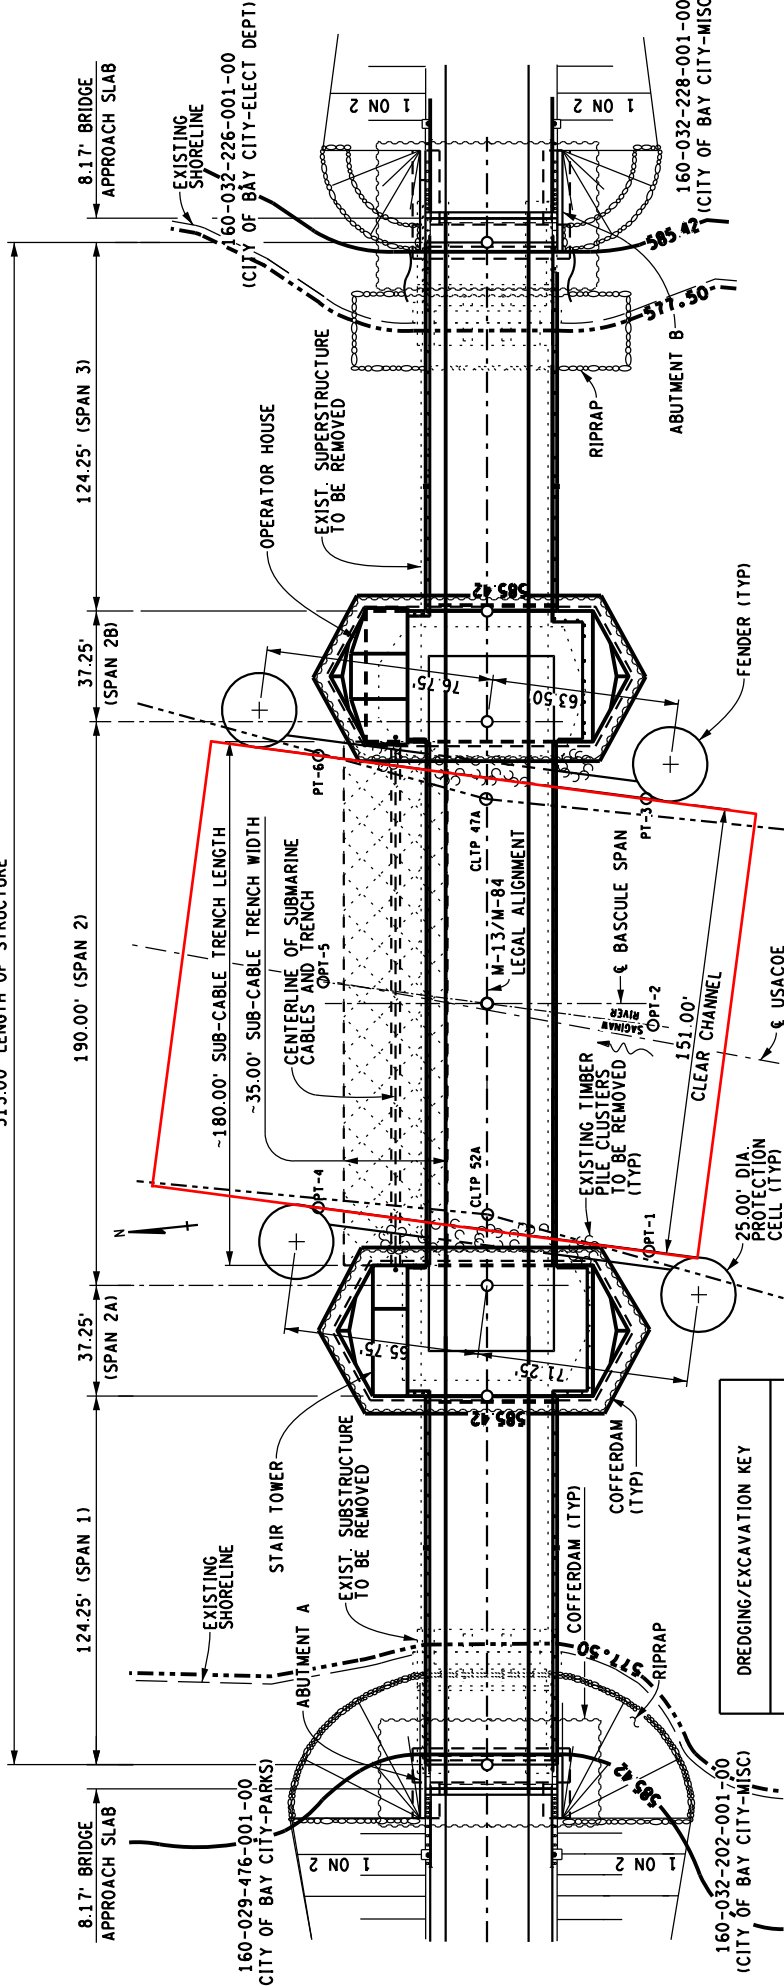 8.17' BRIDGE
APPROACH SLAB
EXISTING
SHORELINE
160-032-226-001-00
(CITY OF BAY CITY-ELECT DEPT)
1 ON 2
1 ON 2
160-032-228-001-00
(CITY OF BAY CITY-MISC
585.42
577.50
124.25' (SPAN 3)
OPERATOR HOUSE
EXIST. SUPERSTRUCTURE
TO BE REMOVED
RIPRAP
ABUTMENT B
37.25'
(SPAN 2B)
585.42
76.75'
63.50'
FENDER (TYP)
PT-6
PT-3
CLTP 47A
190.00' (SPAN 2)
~180.00' SUB-CABLE TRENCH LENGTH
~35.00' SUB-CABLE TRENCH WIDTH
CENTERLINE OF SUBMARINE
CABLES AND TRENCH
PT-5
M-13/M-84
LEGAL ALIGNMENT
℄ BASCULE SPAN
PT-2
SAGINAW
RIVER
151.00'
CLEAR CHANNEL
℄ USACOE
LENGTH OF STRUCTURE
EXISTING TIMBER
PILE CLUSTERS
TO BE REMOVED
(TYP)
CLTP 52A
PT-4
PT-1
25.00' DIA.
PROTECTION
CELL (TYP)
N
37.25'
(SPAN 2A)
65.75'
71.25'
585.42
STAIR TOWER
EXIST. SUBSTRUCTURE
TO BE REMOVED
COFFERDAM
(TYP)
COFFERDAM (TYP)
DREDGING/EXCAVATION KEY
124.25' (SPAN 1)
EXISTING
SHORELINE
ABUTMENT A
577.50
RIPRAP
585.42
8.17' BRIDGE
APPROACH SLAB
160-029-476-001-00
CITY OF BAY CITY-PARKS)
1 ON 2
1 ON 2
160-032-202-001-00
(CITY OF BAY CITY-MISC)